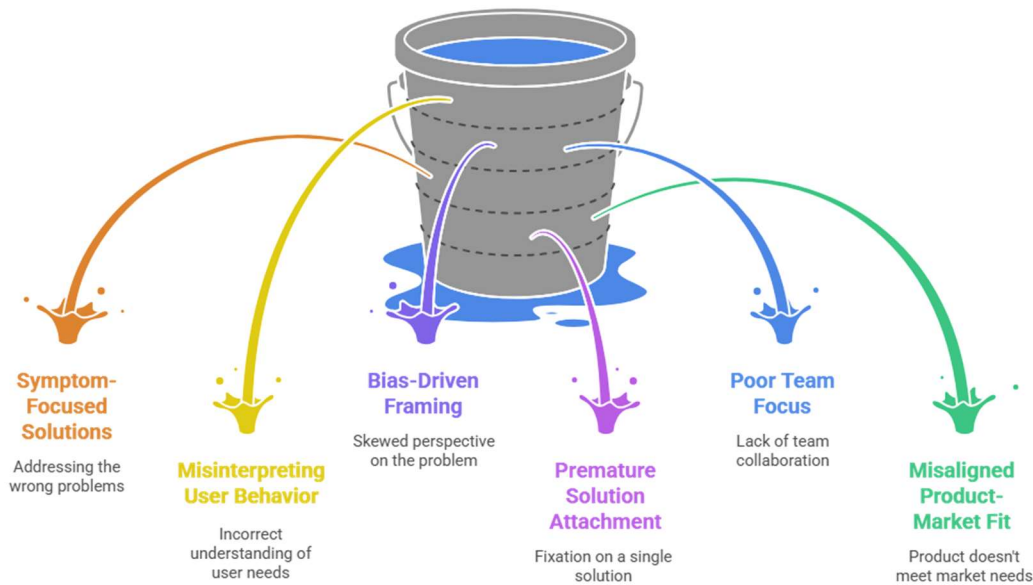 Symptom-
Focused
Solutions
Addressing the
wrong problems
Misinterpreting
User Behavior
Incorrect
understanding of
user needs
Bias-Driven
Framing
Skewed perspective
on the problem
Premature
Solution
Attachment
Fixation on a single
solution
Poor Team
Focus
Lack of team
collaboration
Misaligned
Product-
Market Fit
Product doesn't
meet market needs